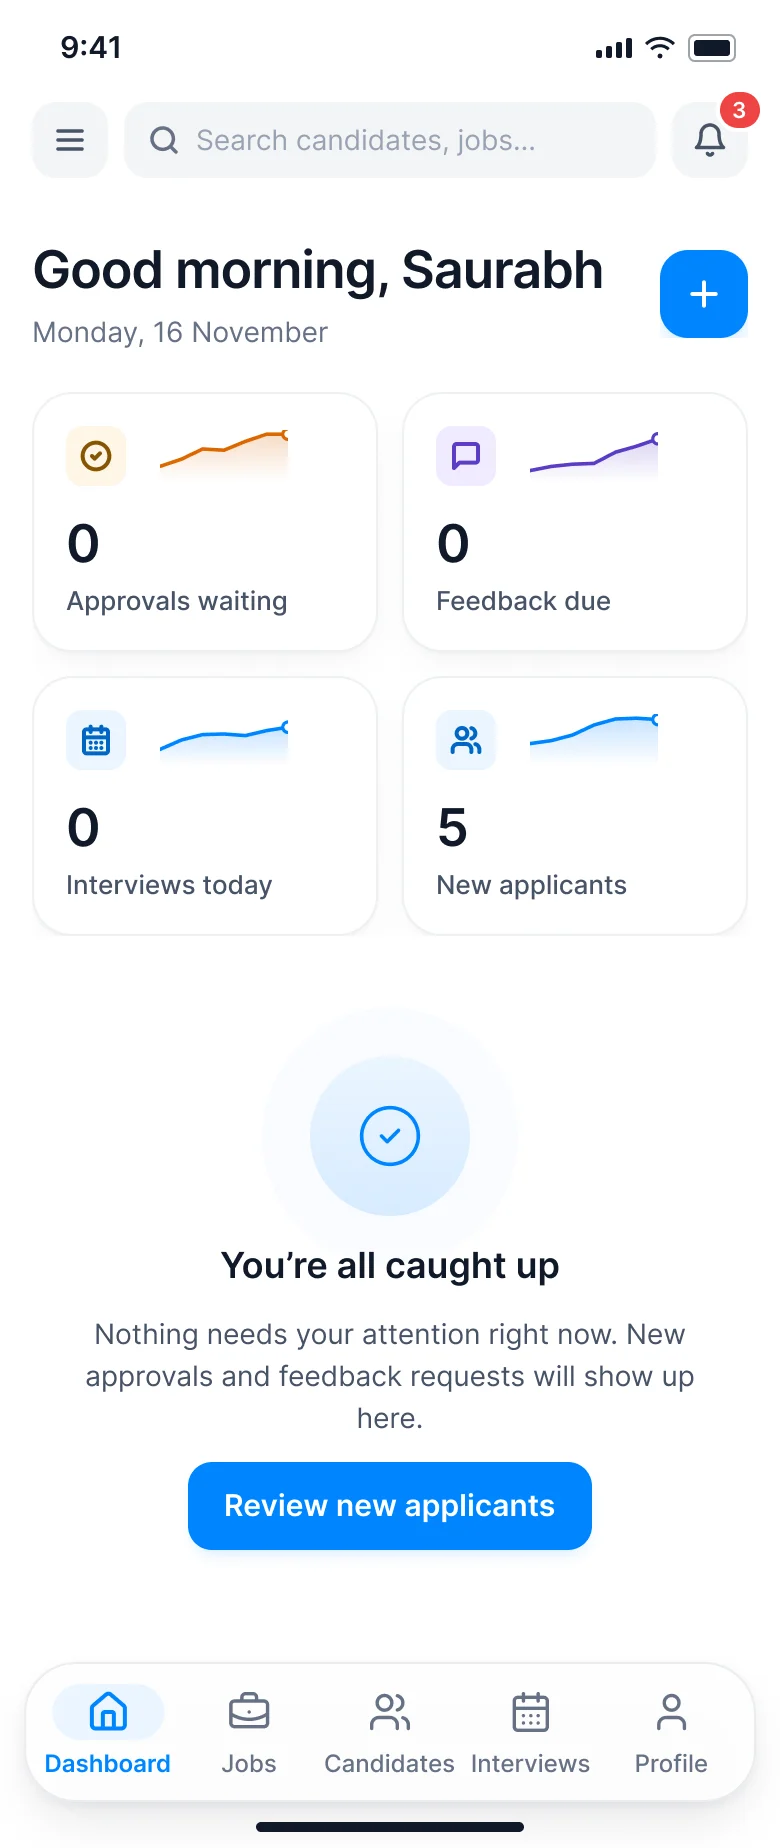 9:41
3
Search candidates, jobs...
Good morning, Saurabh
Monday, 16 November
0
Approvals waiting
0
Feedback due
0
Interviews today
5
New applicants
You’re all caught up
Nothing needs your attention right now. New
approvals and feedback requests will show up
here.
Review new applicants
Dashboard
Jobs
Candidates
Interviews
Profile